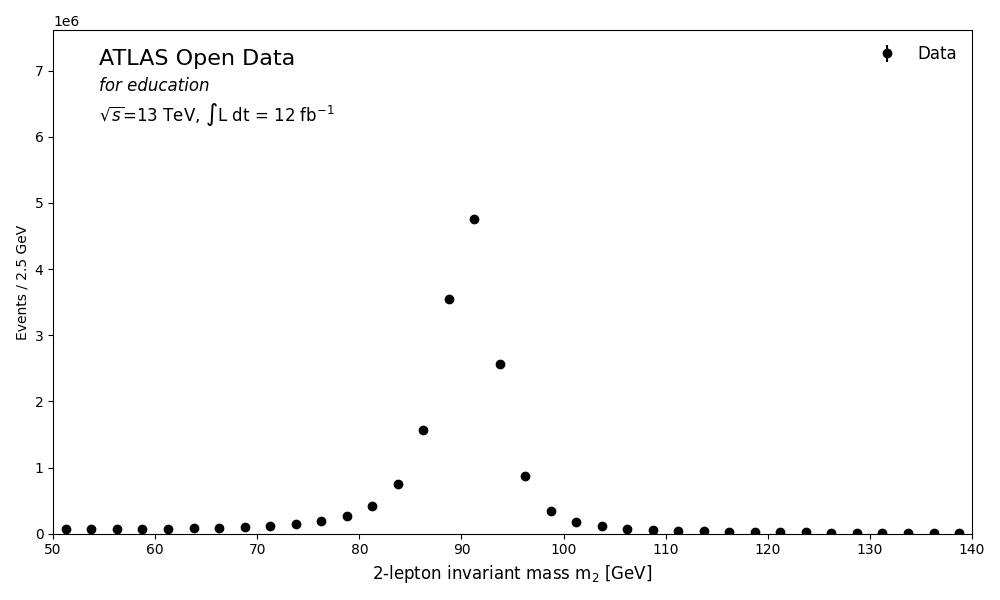 1e6
ATLAS Open Data
for education
√s=13 TeV, ∫L dt = 12 fb⁻¹
Data
7
6
5
4
3
2
1
0
Events / 2.5 GeV
50 60 70 80 90 100 110 120 130 140
2-lepton invariant mass m₂ [GeV]